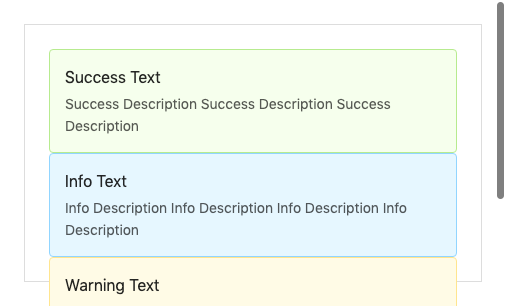 Success Text
Success Description Success Description Success
Description
Info Text
Info Description Info Description Info Description Info
Description
Warning Text